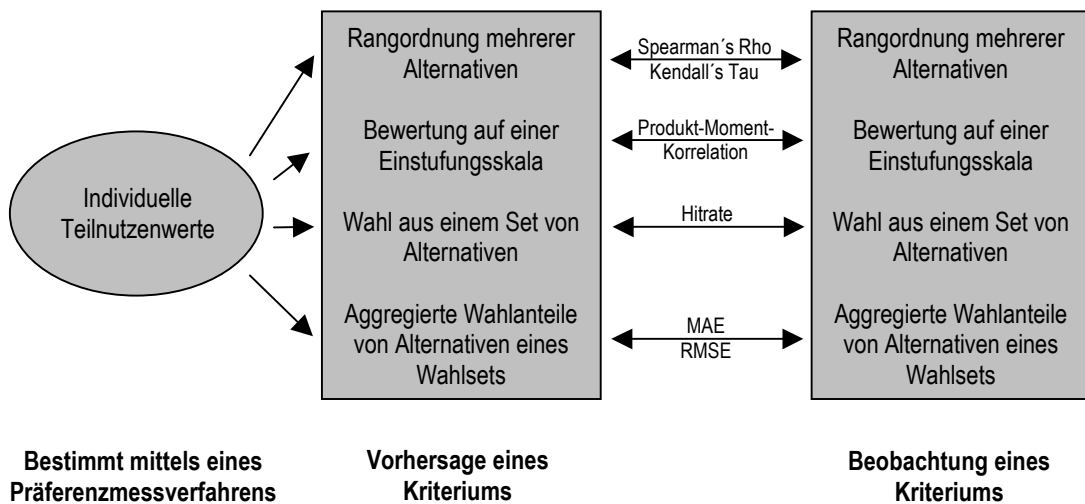 Individuelle
Teilnutzenwerte
Rangordnung mehrerer
Alternativen
Bewertung auf einer
Einstufungsskala
Wahl aus einem Set von
Alternativen
Aggregierte Wahlanteile
von Alternativen eines
Wahlsets
Spearman´s Rho
Kendall´s Tau
Produkt-Moment-
Korrelation
Hitrate
MAE
RMSE
Rangordnung mehrerer
Alternativen
Bewertung auf einer
Einstufungsskala
Wahl aus einem Set von
Alternativen
Aggregierte Wahlanteile
von Alternativen eines
Wahlsets
Bestimmt mittels eines
Präferenzmessverfahrens
Vorhersage eines
Kriteriums
Beobachtung eines
Kriteriums